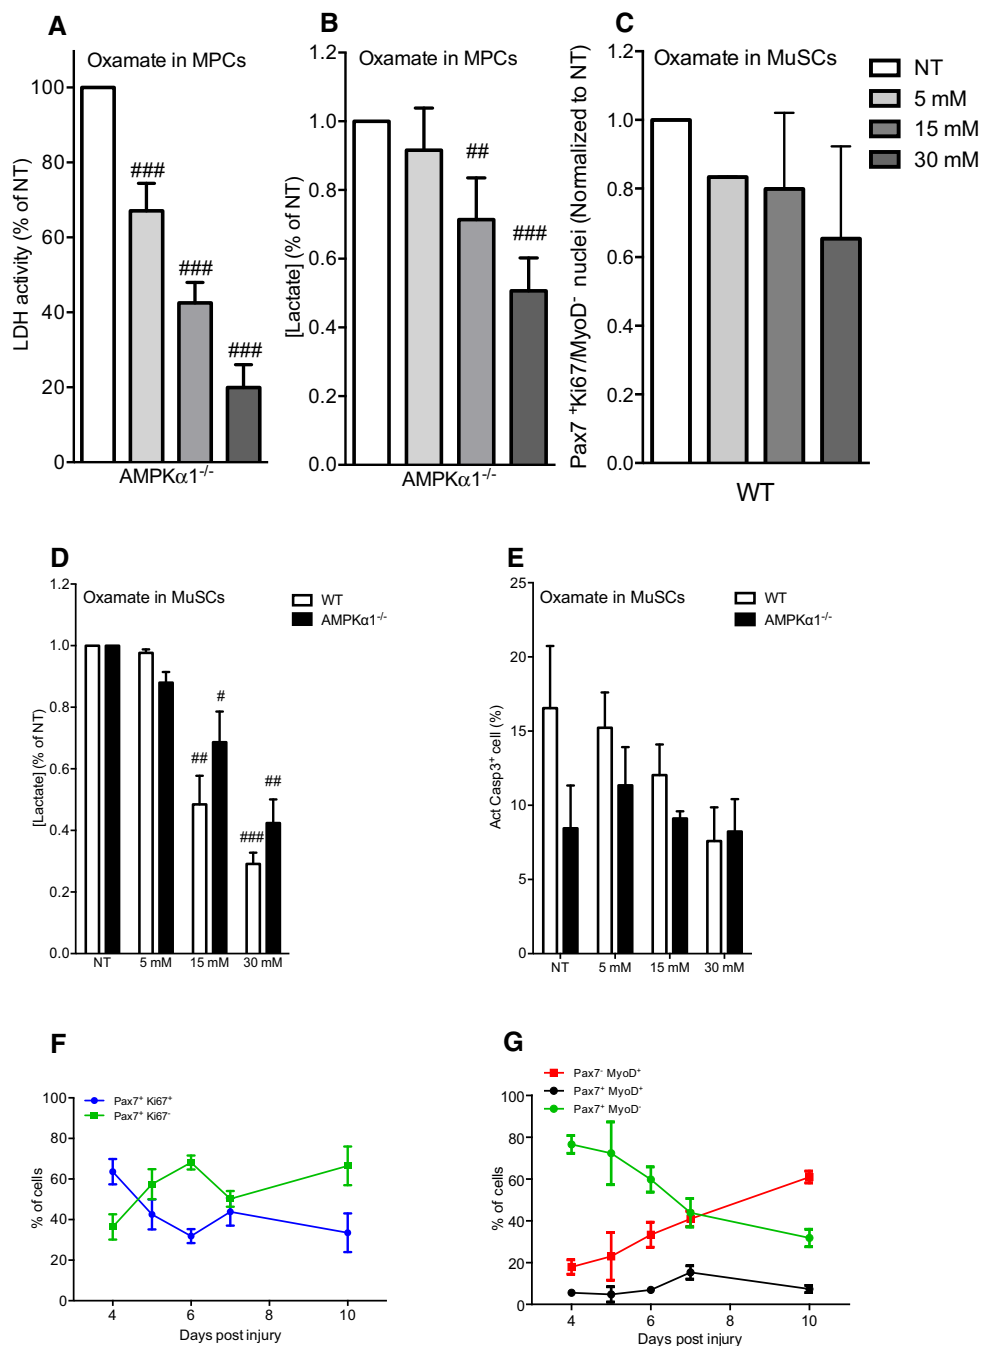 A
Oxamate in MPCs
LDH activity (% of NT)
100
80
60
40
20
0
###
###
###
AMPKα1-/-
B
Oxamate in MPCs
[Lactate] (% of NT)
1.2
1.0
0.8
0.6
0.4
0.2
0.0
##
###
AMPKα1-/-
C
Oxamate in MuSCs
Pax7 +Ki67/MyoD- nuclei (Normalized to NT)
1.2
1.0
0.8
0.6
0.4
0.2
0.0
WT
NT
5 mM
15 mM
30 mM
D
Oxamate in MuSCs
WT
AMPKα1-/-
[Lactate] (% of NT)
1.2
1.0
0.8
0.6
0.4
0.2
0.0
##
#
###
##
NT 5 mM 15 mM 30 mM
E
Oxamate in MuSCs
WT
AMPKα1-/-
Act Casp3+ cell (%)
25
20
15
10
5
0
NT 5 mM 15 mM 30 mM
F
Pax7+ Ki67+
Pax7+ Ki67-
% of cells
100
80
60
40
20
0
4 6 8 10
Days post injury
G
Pax7- MyoD+
Pax7+ MyoD+
Pax7+ MyoD-
% of cells
100
80
60
40
20
0
4 6 8 10
Days post injury